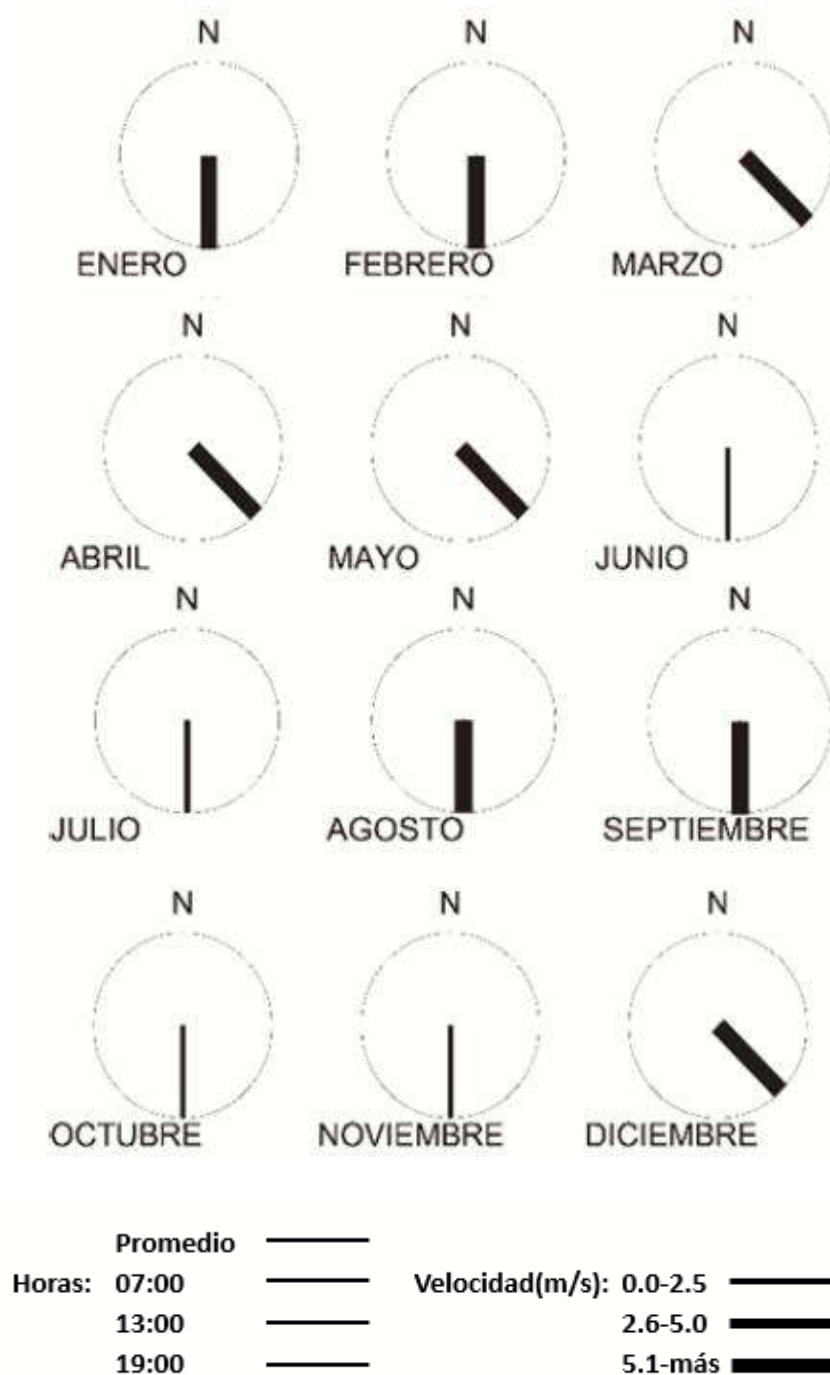 N N N
ENERO FEBRERO MARZO
N N N
ABRIL MAYO JUNIO
N N N
JULIO AGOSTO SEPTIEMBRE
N N N
OCTUBRE NOVIEMBRE DICIEMBRE
Promedio
Horas: 07:00 Velocidad(m/s): 0.0-2.5
13:00 2.6-5.0
19:00 5.1-más